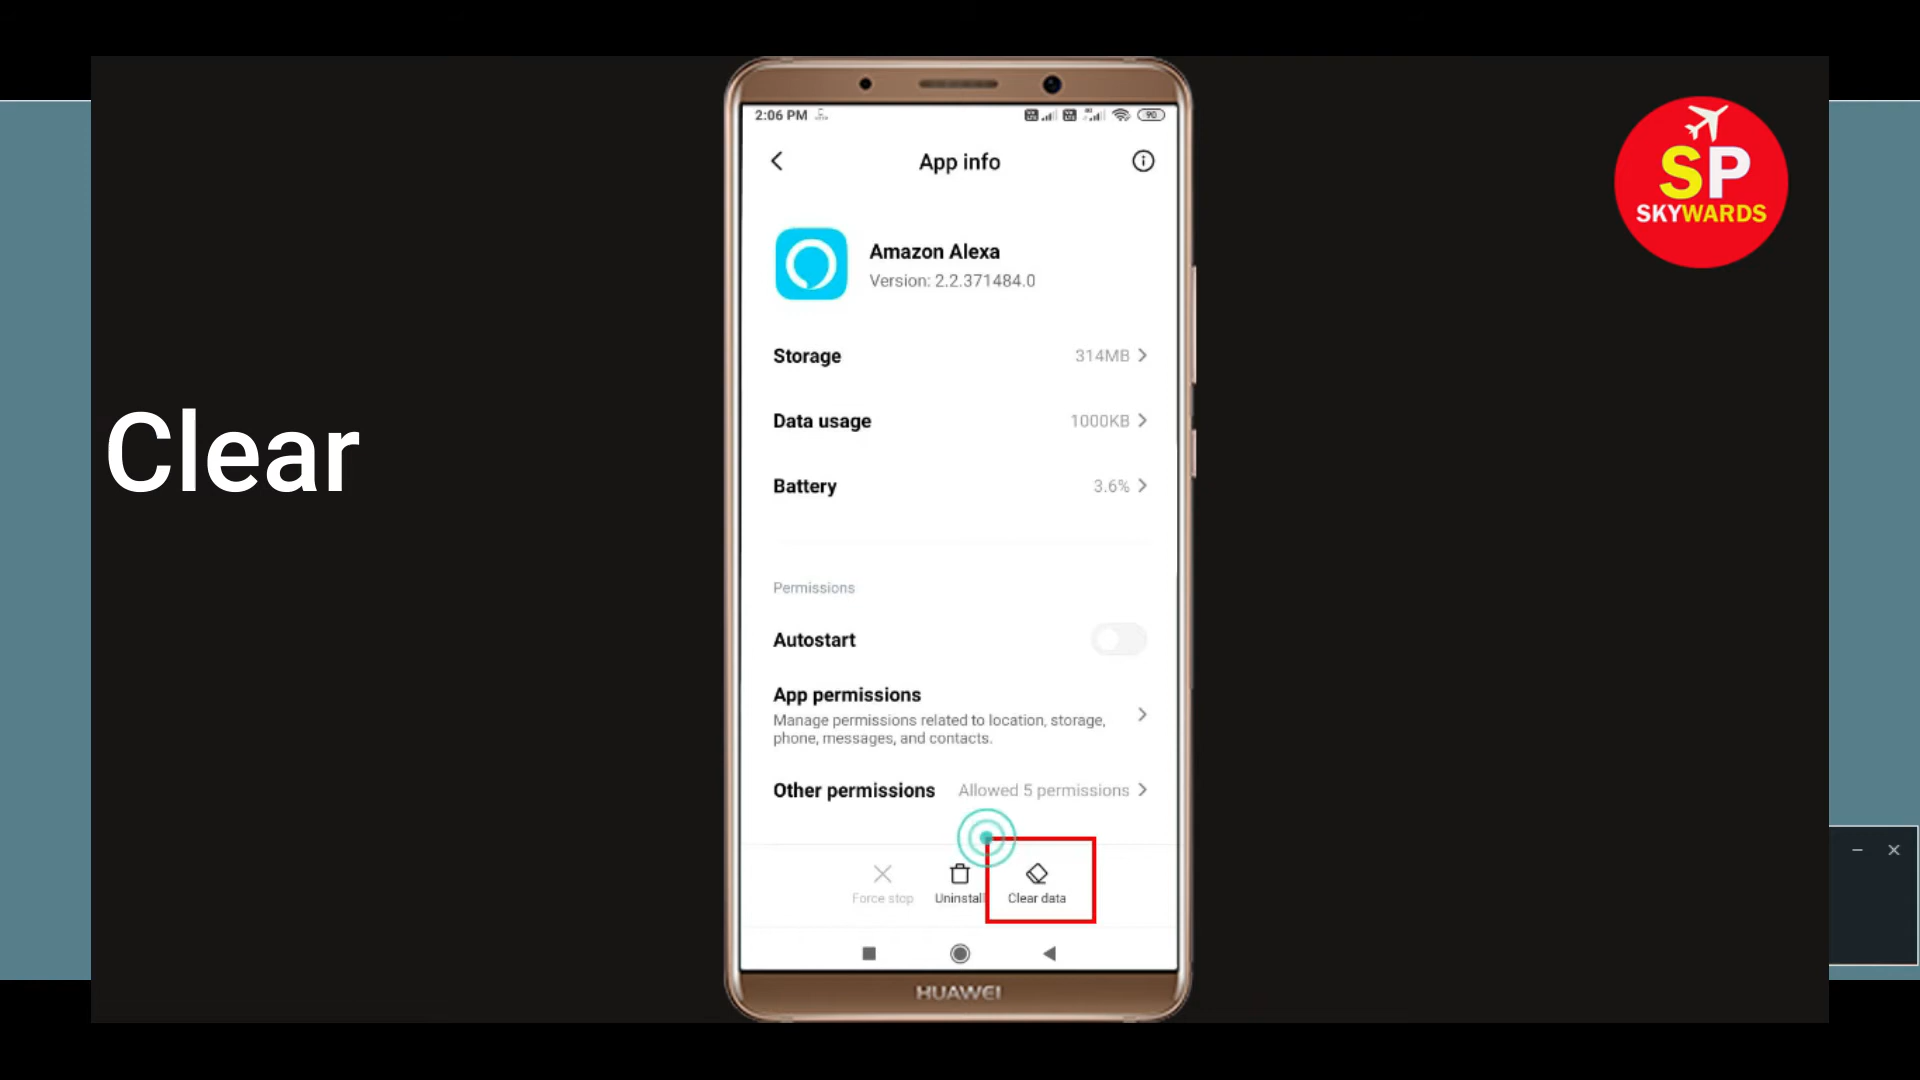 2:06 PM
90
App info
SP
SKYWARDS
Amazon Alexa
Version: 2.2.371484.0
Storage 314MB
Data usage 1000KB
Clear
Battery 3.6%
Permissions
Autostart
App permissions
Manage permissions related to location, storage,
phone, messages, and contacts.
Other permissions Allowed 5 permissions
Force stop Uninstall Clear data
HUAWEI